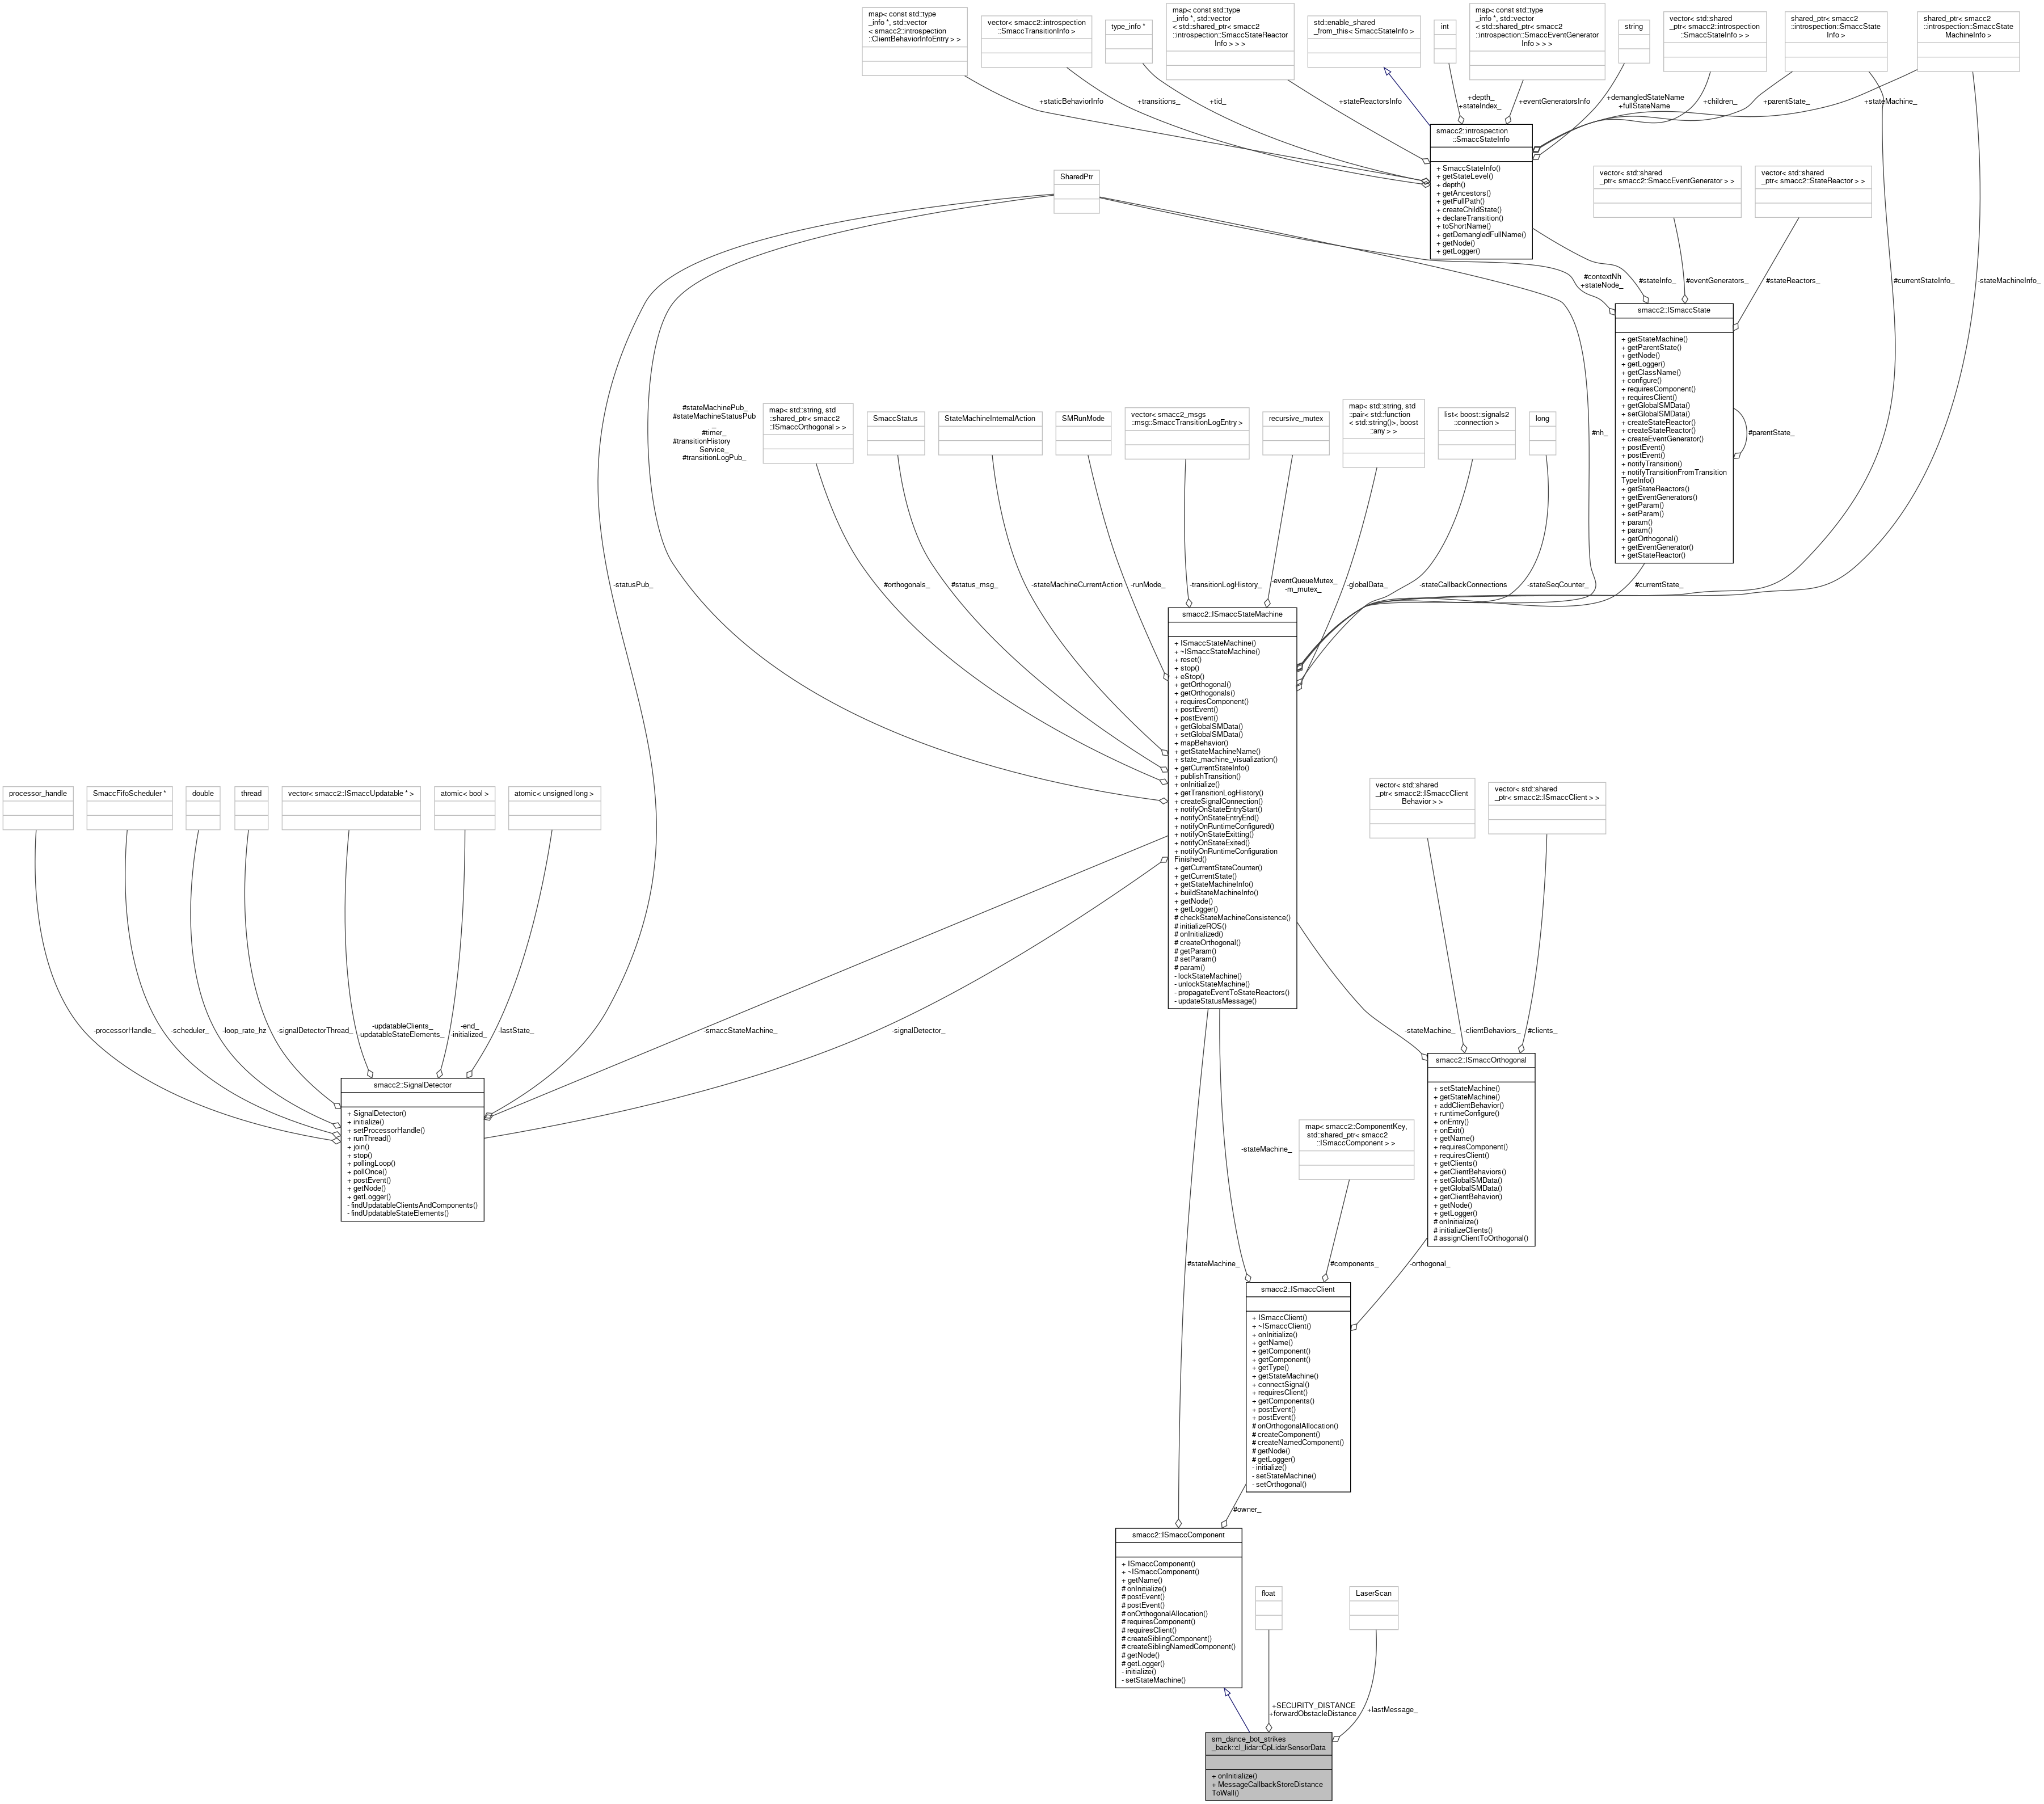 map< const std::type
_info *, std::vector
< smacc2::introspection
::ClientBehaviorInfoEntry > >
vector< smacc2::introspection
::SmaccTransitionInfo >
type_info *
map< const std::type
_info *, std::vector
< std::shared_ptr< smacc2
::introspection::SmaccStateReactor
Info > > >
std::enable_shared
_from_this< SmaccStateInfo >
int
map< const std::type
_info *, std::vector
< std::shared_ptr< smacc2
::introspection::SmaccEventGenerator
Info > > >
string
vector< std::shared
_ptr< smacc2::introspection
::SmaccStateInfo > >
shared_ptr< smacc2
::introspection::SmaccState
Info >
shared_ptr< smacc2
::introspection::SmaccState
MachineInfo >
+staticBehaviorInfo
+transitions_
+tid_
+stateReactorsInfo
+depth_
+stateIndex_
+eventGeneratorsInfo
+demangledStateName
+fullStateName
+children_
+parentState_
+stateMachine_
smacc2::introspection
::SmaccStateInfo
+ SmaccStateInfo()
+ getStateLevel()
+ depth()
+ getAncestors()
+ getFullPath()
+ createChildState()
+ declareTransition()
+ toShortName()
+ getDemangledFullName()
+ getNode()
+ getLogger()
SharedPtr
vector< std::shared
_ptr< smacc2::SmaccEventGenerator > >
vector< std::shared
_ptr< smacc2::StateReactor > >
#contextNh
+stateNode_
#stateInfo_
#eventGenerators_
#stateReactors_
#currentStateInfo_
-stateMachineInfo_
smacc2::ISmaccState
+ getStateMachine()
+ getParentState()
+ getNode()
+ getLogger()
+ getClassName()
+ configure()
+ requiresComponent()
+ requiresClient()
+ getGlobalSMData()
+ setGlobalSMData()
+ createStateReactor()
+ createStateReactor()
+ createEventGenerator()
+ postEvent()
+ postEvent()
+ notifyTransition()
+ notifyTransitionFromTransition
TypeInfo()
+ getStateReactors()
+ getEventGenerators()
+ getParam()
+ setParam()
+ param()
+ param()
+ getOrthogonal()
+ getEventGenerator()
+ getStateReactor()
#parentState_
#stateMachinePub_
#stateMachineStatusPub
_
#timer_
#transitionHistory
Service_
#transitionLogPub_
map< std::string, std
::shared_ptr< smacc2
::ISmaccOrthogonal > >
SmaccStatus
StateMachineInternalAction
SMRunMode
vector< smacc2_msgs
::msg::SmaccTransitionLogEntry >
recursive_mutex
map< std::string, std
::pair< std::function
< std::string()>, boost
::any > >
list< boost::signals2
::connection >
long
#nh_
-statusPub_
#orthogonals_
#status_msg_
-stateMachineCurrentAction
-runMode_
-transitionLogHistory_
-eventQueueMutex_
-m_mutex_
-globalData_
-stateCallbackConnections
-stateSeqCounter_
#currentState_
smacc2::ISmaccStateMachine
+ ISmaccStateMachine()
+ ~ISmaccStateMachine()
+ reset()
+ stop()
+ eStop()
+ getOrthogonal()
+ getOrthogonals()
+ requiresComponent()
+ postEvent()
+ postEvent()
+ getGlobalSMData()
+ setGlobalSMData()
+ mapBehavior()
+ getStateMachineName()
+ state_machine_visualization()
+ getCurrentStateInfo()
+ publishTransition()
+ onInitialize()
+ getTransitionLogHistory()
+ createSignalConnection()
+ notifyOnStateEntryStart()
+ notifyOnStateEntryEnd()
+ notifyOnRuntimeConfigured()
+ notifyOnStateExitting()
+ notifyOnStateExited()
+ notifyOnRuntimeConfiguration
Finished()
+ getCurrentStateCounter()
+ getCurrentState()
+ getStateMachineInfo()
+ buildStateMachineInfo()
+ getNode()
+ getLogger()
# checkStateMachineConsistence()
# initializeROS()
# onInitialized()
# createOrthogonal()
# getParam()
# setParam()
# param()
- lockStateMachine()
- unlockStateMachine()
- propagateEventToStateReactors()
- updateStatusMessage()
processor_handle
SmaccFifoScheduler *
double
thread
vector< smacc2::ISmaccUpdatable * >
atomic< bool >
atomic< unsigned long >
vector< std::shared
_ptr< smacc2::ISmaccClient
Behavior > >
vector< std::shared
_ptr< smacc2::ISmaccClient > >
-processorHandle_
-scheduler_
-loop_rate_hz
-signalDetectorThread_
-updatableClients_
-updatableStateElements_
-end_
-initialized_
-lastState_
-smaccStateMachine_
-signalDetector_
-stateMachine_
-clientBehaviors_
#clients_
smacc2::SignalDetector
+ SignalDetector()
+ initialize()
+ setProcessorHandle()
+ runThread()
+ join()
+ stop()
+ pollingLoop()
+ pollOnce()
+ postEvent()
+ getNode()
+ getLogger()
- findUpdatableClientsAndComponents()
- findUpdatableStateElements()
smacc2::ISmaccOrthogonal
+ setStateMachine()
+ getStateMachine()
+ addClientBehavior()
+ runtimeConfigure()
+ onEntry()
+ onExit()
+ getName()
+ requiresComponent()
+ requiresClient()
+ getClients()
+ getClientBehaviors()
+ setGlobalSMData()
+ getGlobalSMData()
+ getClientBehavior()
+ getNode()
+ getLogger()
# onInitialize()
# initializeClients()
# assignClientToOrthogonal()
map< smacc2::ComponentKey,
std::shared_ptr< smacc2
::ISmaccComponent > >
-stateMachine_
#stateMachine_
#components_
-orthogonal_
smacc2::ISmaccClient
+ ISmaccClient()
+ ~ISmaccClient()
+ onInitialize()
+ getName()
+ getComponent()
+ getComponent()
+ getType()
+ getStateMachine()
+ connectSignal()
+ requiresClient()
+ getComponents()
+ postEvent()
+ postEvent()
# onOrthogonalAllocation()
# createComponent()
# createNamedComponent()
# getNode()
# getLogger()
- initialize()
- setStateMachine()
- setOrthogonal()
#owner_
smacc2::ISmaccComponent
+ ISmaccComponent()
+ ~ISmaccComponent()
+ getName()
# onInitialize()
# postEvent()
# postEvent()
# onOrthogonalAllocation()
# requiresComponent()
# requiresClient()
# createSiblingComponent()
# createSiblingNamedComponent()
# getNode()
# getLogger()
- initialize()
- setStateMachine()
float
LaserScan
+SECURITY_DISTANCE
+forwardObstacleDistance
+lastMessage_
sm_dance_bot_strikes
_back::cl_lidar::CpLidarSensorData
+ onInitialize()
+ MessageCallbackStoreDistance
ToWall()